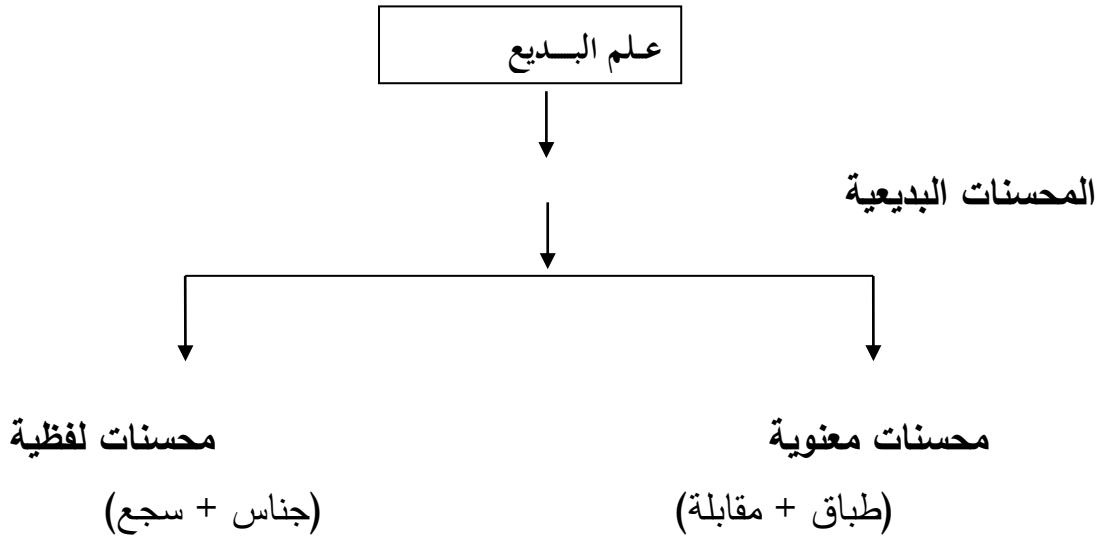 علم البديع
المحسنات البديعية
محسنات معنوية
محسنات لفظية
(طباق + مقابلة)
(جناس + سجع)